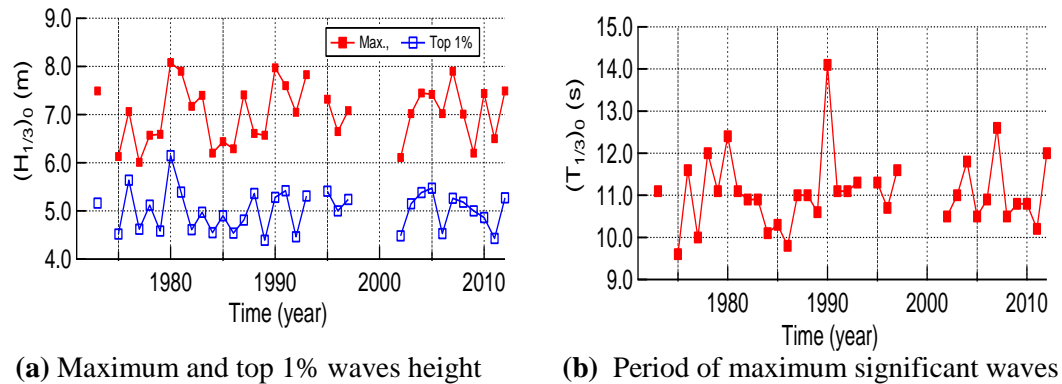 9.0
8.0
7.0
6.0
5.0
4.0
(H1/3)o (m)
Max., Top 1%
1980 1990 2000 2010
Time (year)
(a) Maximum and top 1% waves height
15.0
14.0
13.0
12.0
11.0
10.0
9.0
(T1/3)o (s)
1980 1990 2000 2010
Time (year)
(b) Period of maximum significant waves